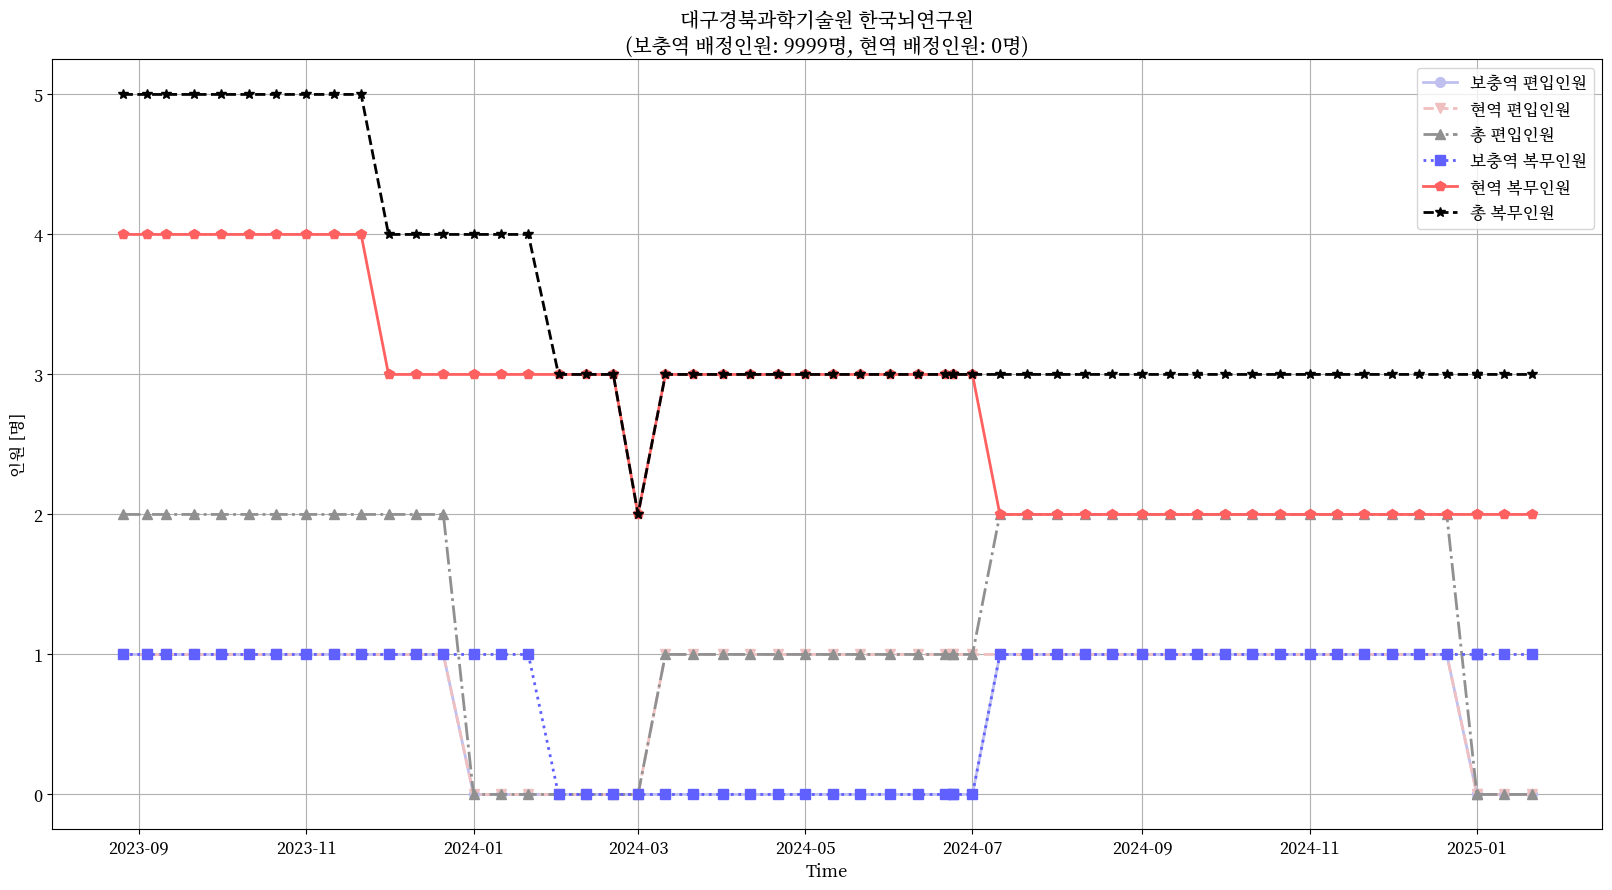 대구경북과학기술원 한국뇌연구원
(보충역 배정인원: 9999명, 현역 배정인원: 0명)
보충역 편입인원
현역 편입인원
총 편입인원
보충역 복무인원
현역 복무인원
총 복무인원
인원 [명]
5
4
3
2
1
0
2023-09
2023-11
2024-01
2024-03
2024-05
2024-07
2024-09
2024-11
2025-01
Time